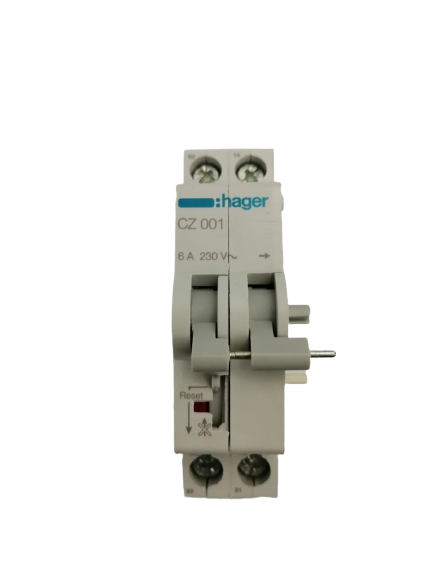 :hager
CZ 001
6 A 230 V~
Reset